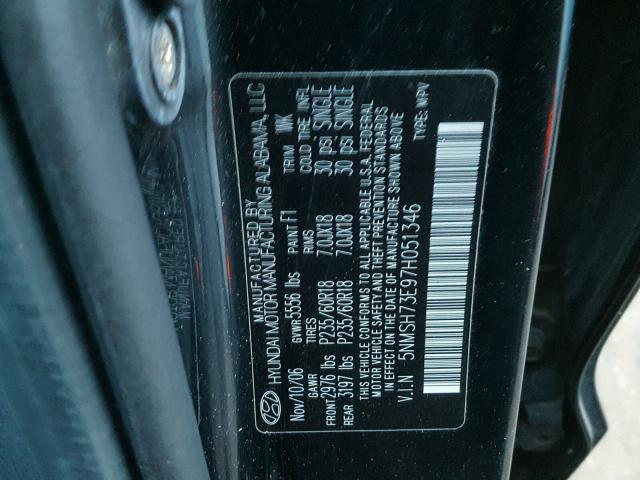 MANUFACTURED BY
HYUNDAI MOTOR MANUFACTURING ALABAMA, LLC
Nov/10/06 GVWR 5556 lbs PAINT F1 TRIM WK
GAWR TIRES RIMS COLD TIRE INFL
FRONT 2976 lbs P235/60R18 7.00X18 30 psi SINGLE
REAR 3197 lbs P235/60R18 7.00X18 30 psi SINGLE
THIS VEHICLE CONFORMS TO ALL APPLICABLE U.S.A. FEDERAL
MOTOR VEHICLE SAFETY AND THEFT PREVENTION STANDARDS
IN EFFECT ON THE DATE OF MANUFACTURE SHOWN ABOVE
V.I.N 5NMSH73E97H051346 TYPE: MPV